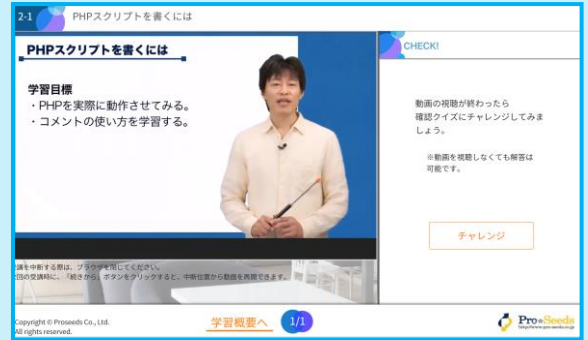 2-1 PHPスクリプトを書くには
PHPスクリプトを書くには
学習目標
・PHPを実際に動作させてみる。
・コメントの使い方を学習する。
受講を中断する際は、ブラウザを閉じてください。
次回の受講時に、「続きから」ボタンをクリックすると、中断位置から動画を再開できます。
CHECK!
動画の視聴が終わったら
確認クイズにチャレンジしてみま
しょう。
※動画を視聴しなくても解答は
可能です。
チャレンジ
Copyright © Proseeds Co., Ltd.
All rights reserved.
学習概要へ 1/1
Pro★Seeds